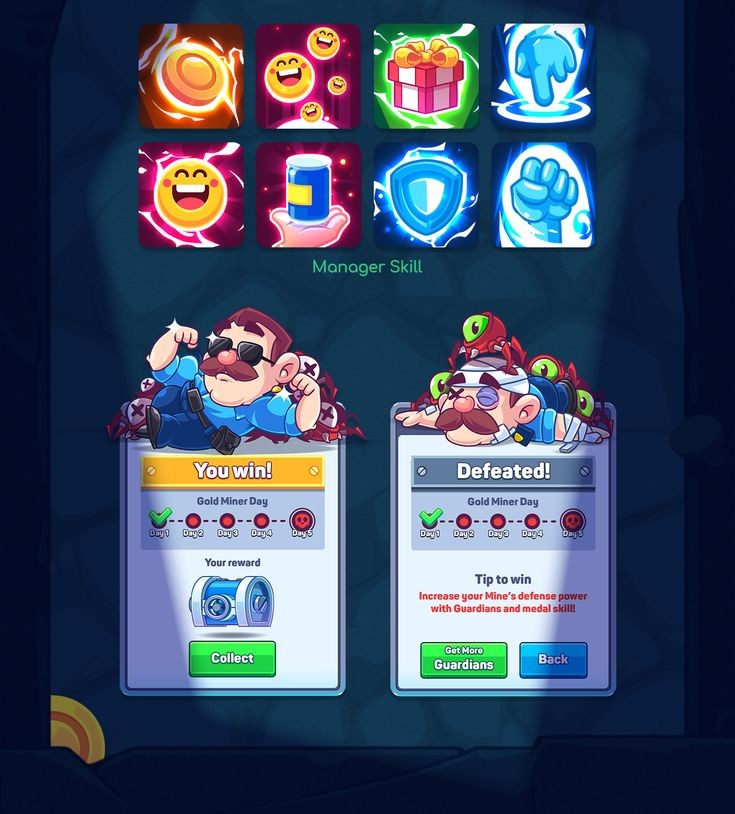 Manager Skill
You win!
Gold Miner Day
Day 1 Day 2 Day 3 Day 4 Day 5
Your reward
Collect
Defeated!
Gold Miner Day
Day 1 Day 2 Day 3 Day 4 Day 5
Tip to win
Increase your Mine's defense power
with Guardians and medal skill!
Get More
Guardians
Back